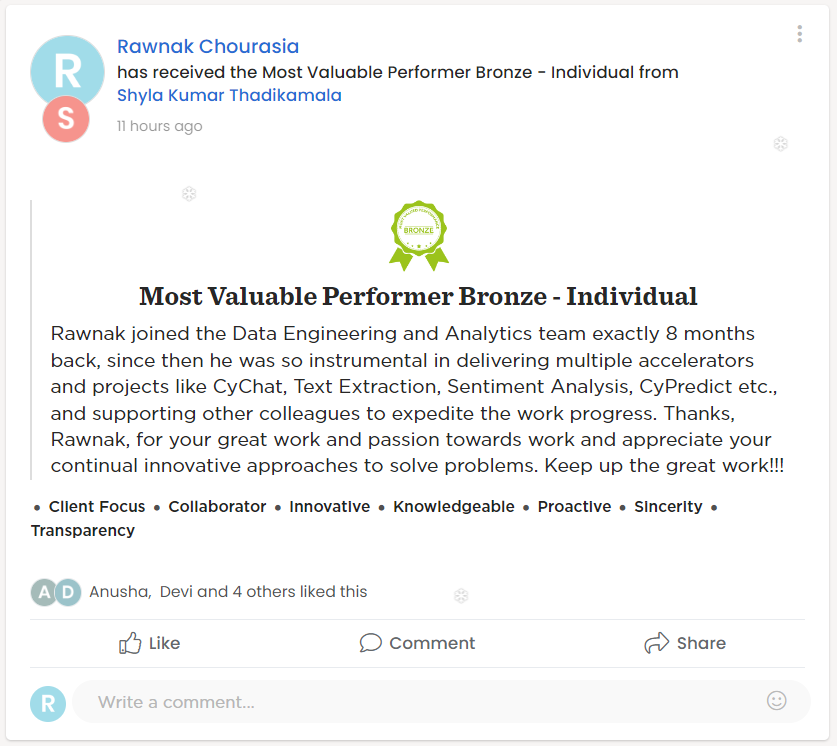 R
Rawnak Chourasia
has received the Most Valuable Performer Bronze - Individual from
S
Shyla Kumar Thadikamala
11 hours ago
BRONZE
Most Valuable Performer Bronze - Individual
Rawnak joined the Data Engineering and Analytics team exactly 8 months
back, since then he was so instrumental in delivering multiple accelerators
and projects like CyChat, Text Extraction, Sentiment Analysis, CyPredict etc.,
and supporting other colleagues to expedite the work progress. Thanks,
Rawnak, for your great work and passion towards work and appreciate your
continual innovative approaches to solve problems. Keep up the great work!!!
• Client Focus • Collaborator • Innovative • Knowledgeable • Proactive • Sincerity •
Transparency
A D Anusha, Devi and 4 others liked this
Like Comment Share
R Write a comment...